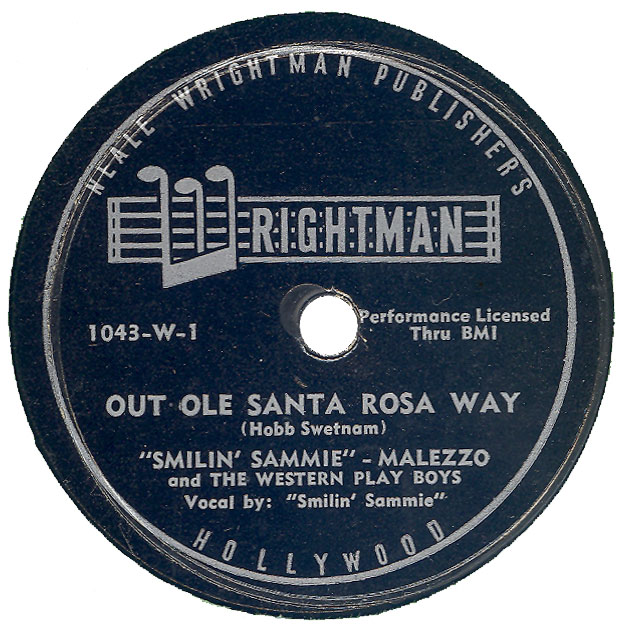 NEALE WRIGHTMAN PUBLISHERS
WRIGHTMAN
1043-W-1
Performance Licensed
Thru BMI
OUT OLE SANTA ROSA WAY
(Hobb Swetnam)
"SMILIN' SAMMIE" - MALEZZO
and THE WESTERN PLAY BOYS
Vocal by: "Smilin' Sammie"
HOLLYWOOD